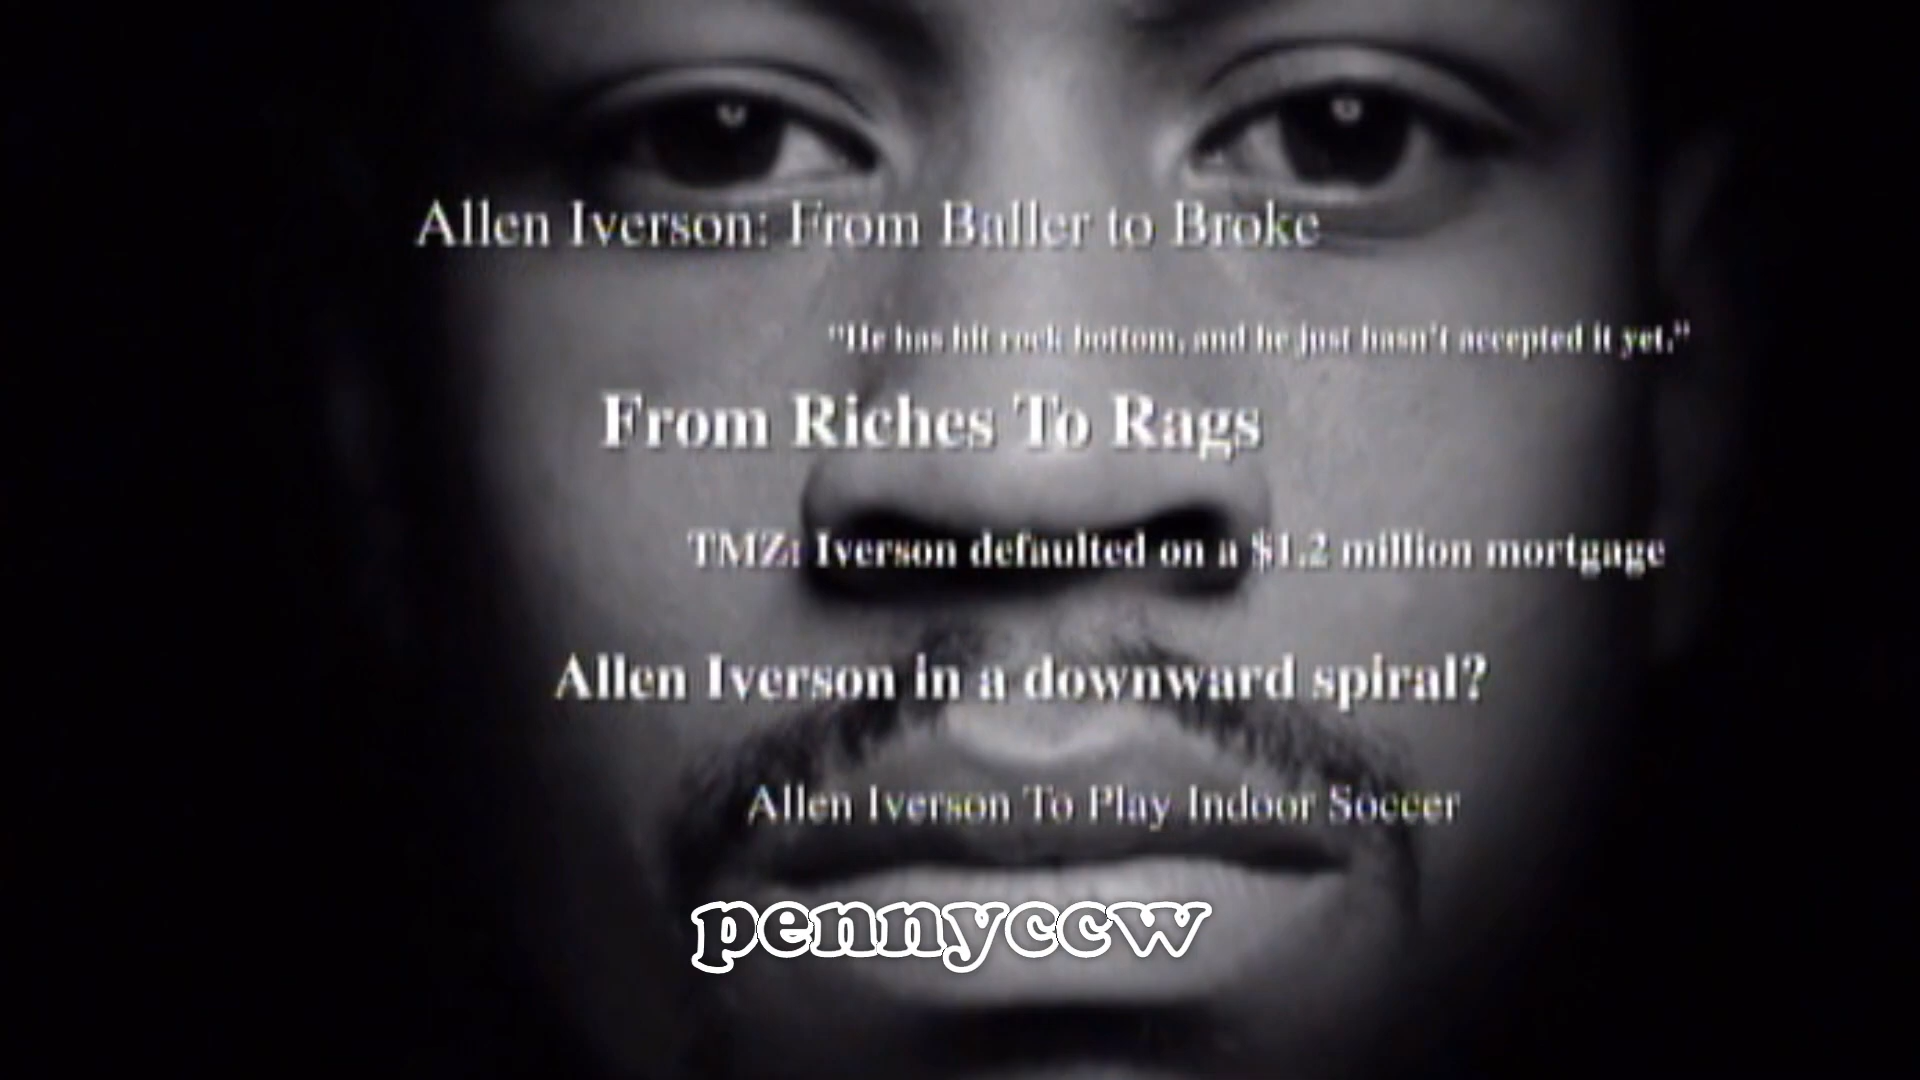 Allen Iverson: From Baller to Broke
"He has hit rock bottom, and he just hasn't accepted it yet."
From Riches To Rags
TMZ: Iverson defaulted on a $1.2 million mortgage
Allen Iverson in a downward spiral?
Allen Iverson To Play Indoor Soccer
pennyccw